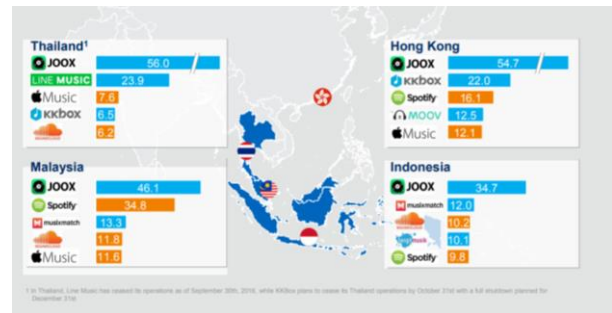 Thailand¹
JOOX 56.0
LINE MUSIC 23.9
Music 7.6
KKBOX 6.5
6.2
Hong Kong
JOOX 54.7
KKBOX 22.0
Spotify 16.1
MOOV 12.5
Music 12.1
Malaysia
JOOX 46.1
Spotify 34.8
musixmatch 13.3
11.8
Music 11.6
Indonesia
JOOX 34.7
musixmatch 12.0
10.2
10.1
Spotify 9.8
1 In Thailand, Line Music has ceased its operations as of September 30th, 2016, while KKBox plans to cease its Thailand operations by October 31st with a full shutdown planned for
December 31st